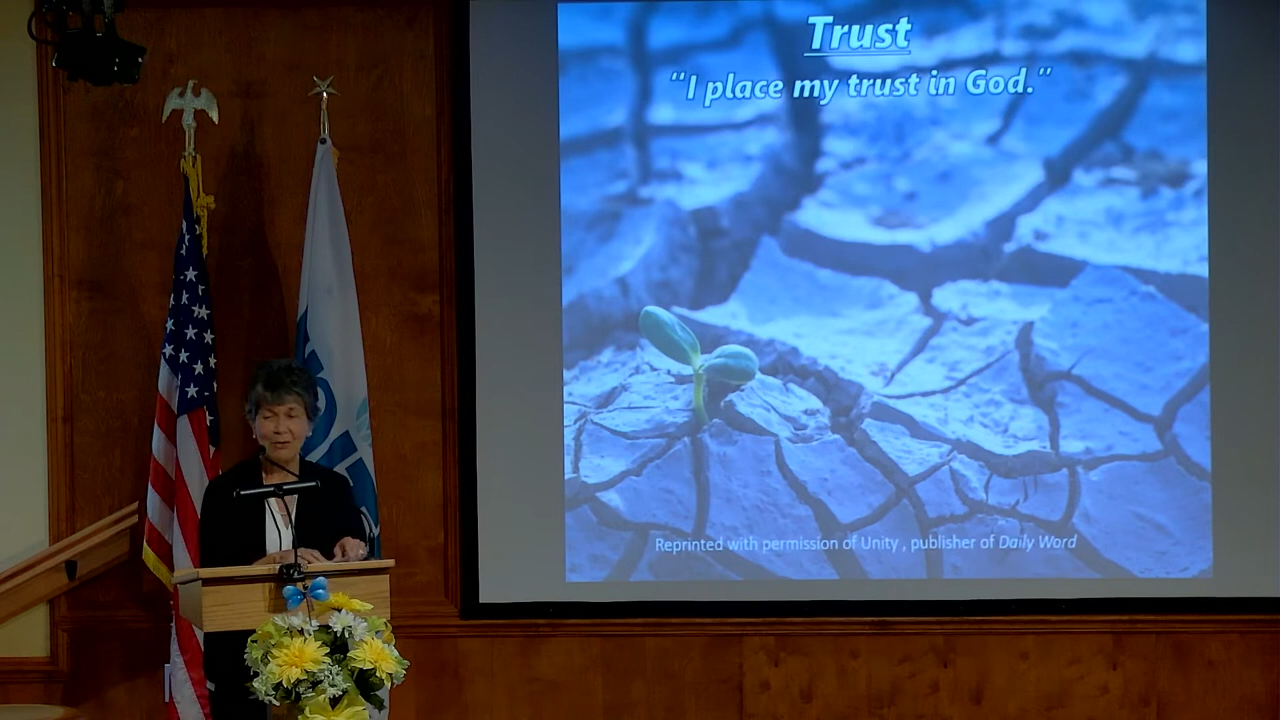 Trust
“I place my trust in God.”
Reprinted with permission of Unity , publisher of Daily Word